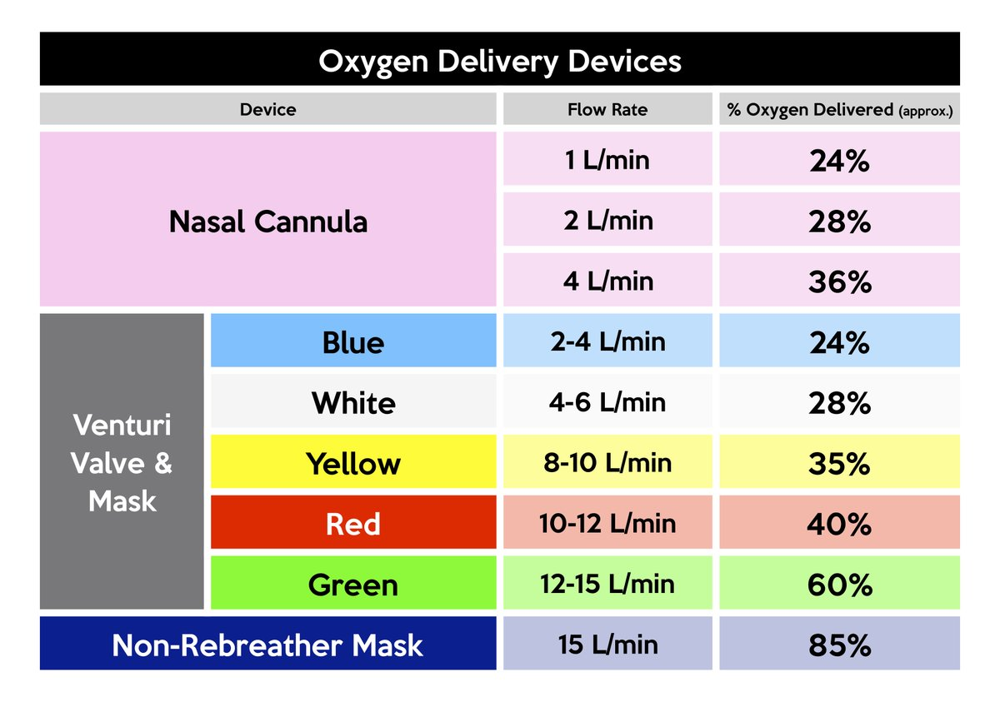 Oxygen Delivery Devices
Device Flow Rate % Oxygen Delivered (approx.)
Nasal Cannula
1 L/min 24%
2 L/min 28%
4 L/min 36%
Venturi
Valve &
Mask
Blue 2-4 L/min 24%
White 4-6 L/min 28%
Yellow 8-10 L/min 35%
Red 10-12 L/min 40%
Green 12-15 L/min 60%
Non-Rebreather Mask 15 L/min 85%